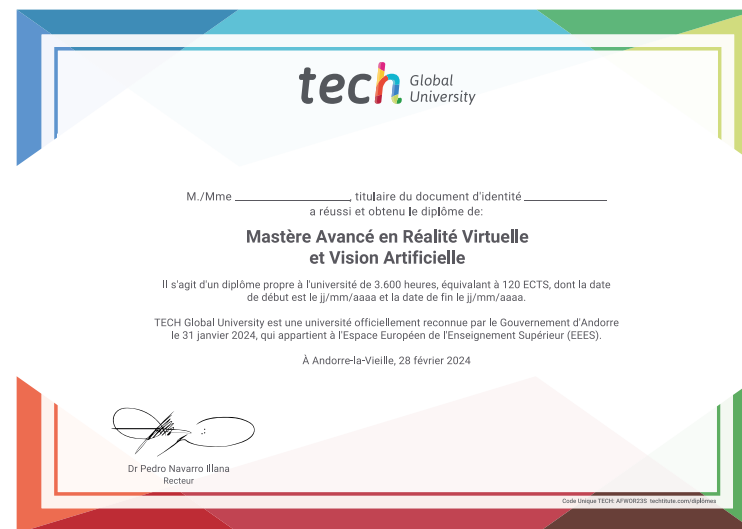 tech Global
University
M./Mme ____________________, titulaire du document d'identité ______________
a réussi et obtenu le diplôme de:
Mastère Avancé en Réalité Virtuelle
et Vision Artificielle
Il s'agit d'un diplôme propre à l'université de 3.600 heures, équivalant à 120 ECTS, dont la date
de début est le jj/mm/aaaa et la date de fin le jj/mm/aaaa.
TECH Global University est une université officiellement reconnue par le Gouvernement d'Andorre
le 31 janvier 2024, qui appartient à l'Espace Européen de l'Enseignement Supérieur (EEES).
À Andorre-la-Vieille, 28 février 2024
Dr Pedro Navarro Illana
Recteur
Code Unique TECH: AFWOR23S techtitute.com/diplômes